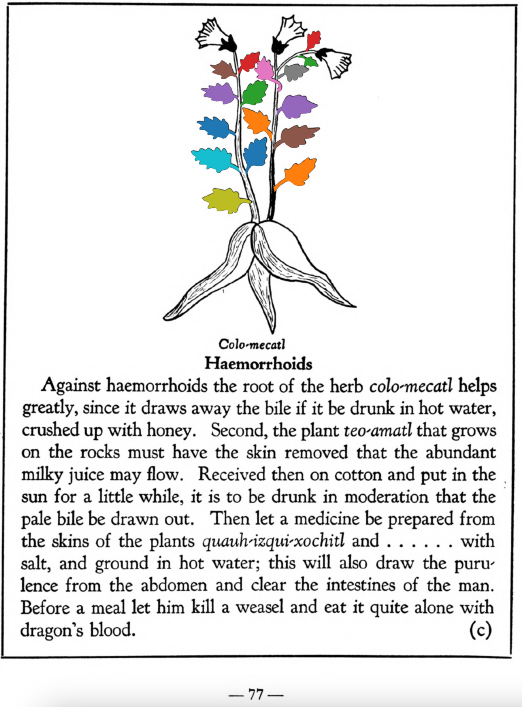 Colo-mecatl
Haemorrhoids
Against haemorrhoids the root of the herb colo-mecatl helps
greatly, since it draws away the bile if it be drunk in hot water,
crushed up with honey. Second, the plant teo-amatl that grows
on the rocks must have the skin removed that the abundant
milky juice may flow. Received then on cotton and put in the
sun for a little while, it is to be drunk in moderation that the
pale bile be drawn out. Then let a medicine be prepared from
the skins of the plants quauh-izqui-xochitl and . . . . . . with
salt, and ground in hot water; this will also draw the puru-
lence from the abdomen and clear the intestines of the man.
Before a meal let him kill a weasel and eat it quite alone with
dragon's blood. (c)
— 77 —